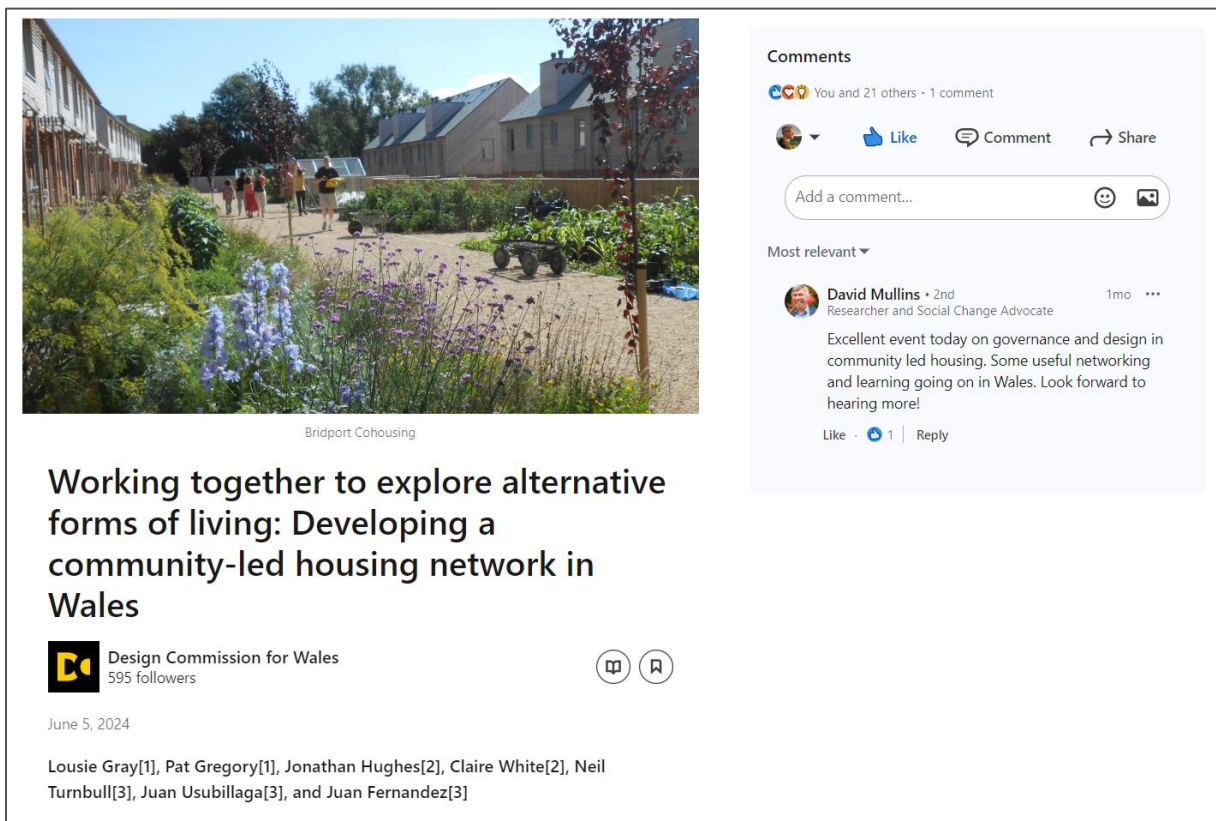 Bridport Cohousing
Working together to explore alternative
forms of living: Developing a
community-led housing network in
Wales
Design Commission for Wales
595 followers
June 5, 2024
Lousie Gray[1], Pat Gregory[1], Jonathan Hughes[2], Claire White[2], Neil
Turnbull[3], Juan Usubillaga[3], and Juan Fernandez[3]
Comments
You and 21 others • 1 comment
Like Comment Share
Add a comment...
Most relevant
David Mullins • 2nd 1mo
Researcher and Social Change Advocate
Excellent event today on governance and design in
community led housing. Some useful networking
and learning going on in Wales. Look forward to
hearing more!
Like · 1 | Reply